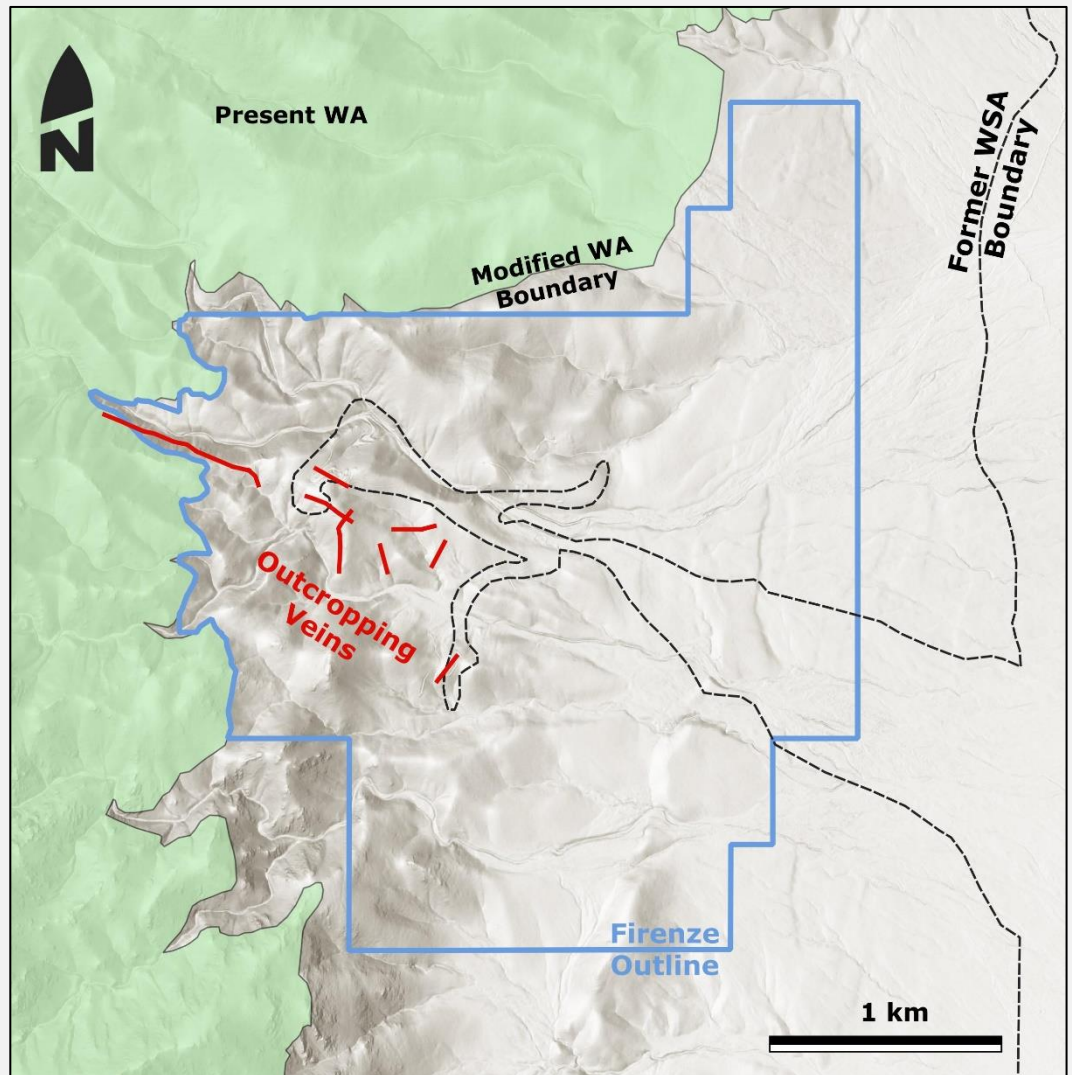 N
Present WA
Former WSA
Boundary
Modified WA
Boundary
Outcropping
Veins
Firenze
Outline
1 km